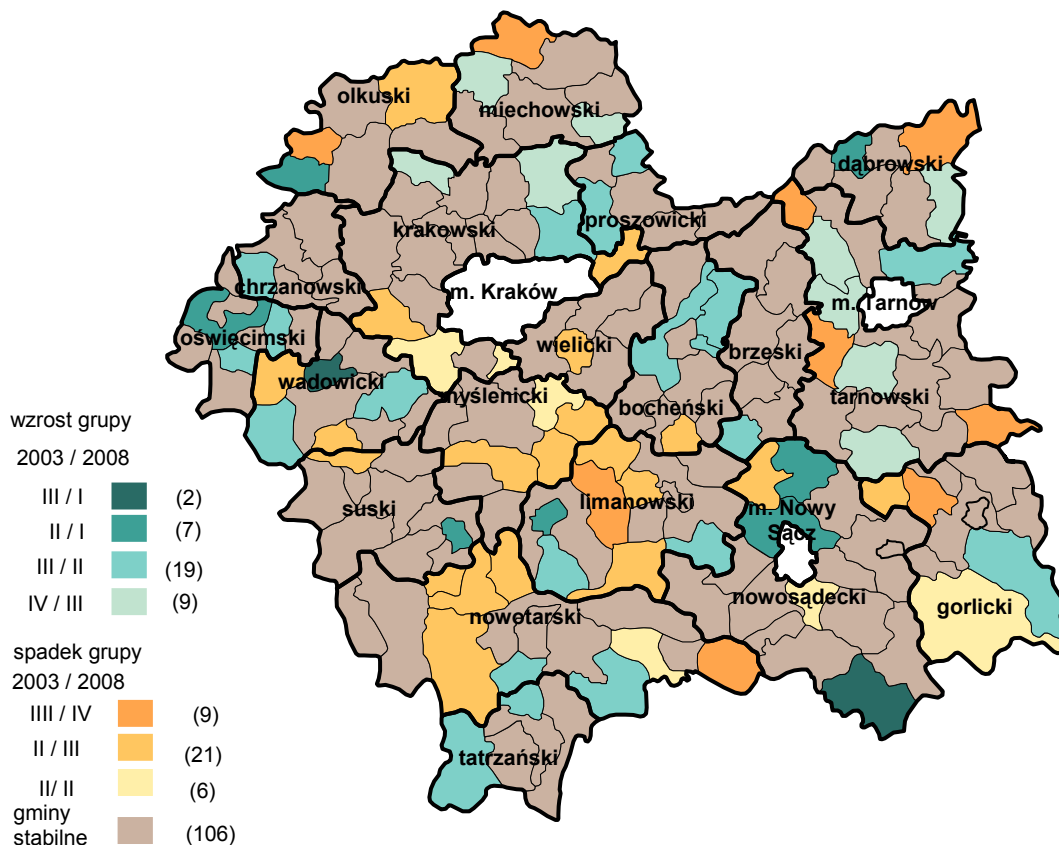 olkuski
miechowski
dąbrowski
proszowicki
krakowski
chrzanowski
m. Kraków
m. Tarnów
oświęcimski
wielicki
brzeski
wadowicki
myślenicki
bocheński
tarnowski
wzrost grupy
2003 / 2008
III / I (2)
II / I (7)
III / II (19)
IV / III (9)
suski
limanowski
m. Nowy
Sącz
nowosądecki
gorlicki
nowotarski
tatrzański
spadek grupy
2003 / 2008
IIII / IV (9)
II / III (21)
II/ II (6)
gminy
stabilne (106)